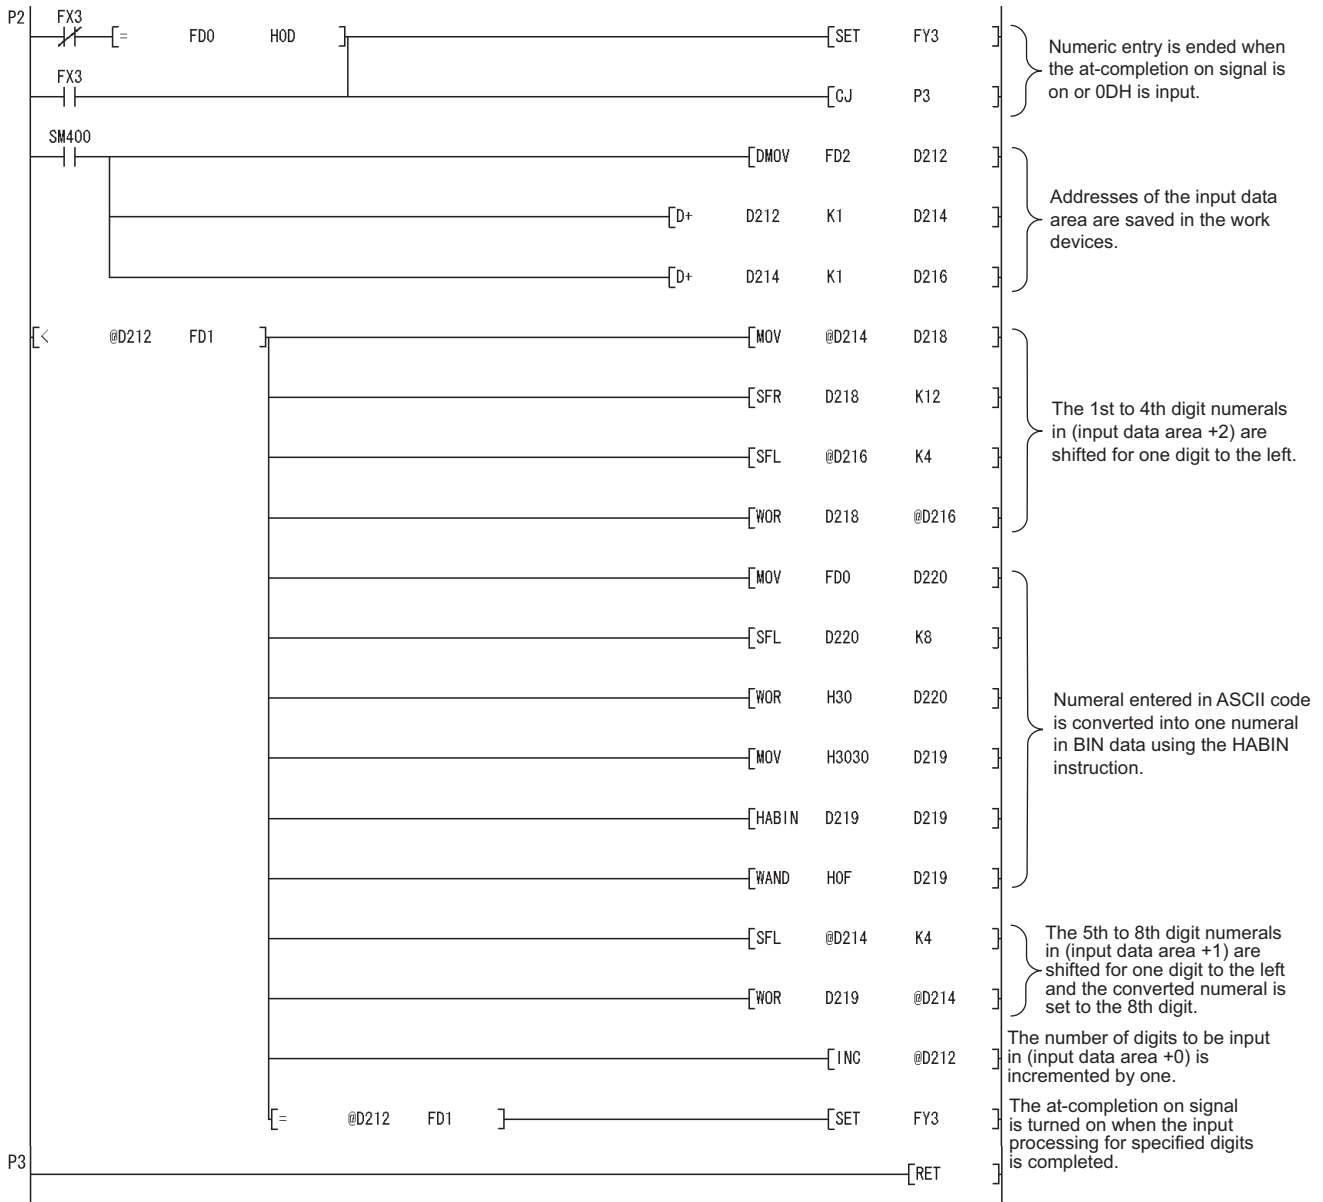 P2
FX3
[= FD0 H0D ]
[SET FY3 ]
Numeric entry is ended when
the at-completion on signal is
on or 0DH is input.
FX3
[CJ P3 ]
SM400
[DMOV FD2 D212 ]
[D+ D212 K1 D214 ]
[D+ D214 K1 D216 ]
Addresses of the input data
area are saved in the work
devices.
[< @D212 FD1 ]
[MOV @D214 D218 ]
[SFR D218 K12 ]
[SFL @D216 K4 ]
[WOR D218 @D216 ]
The 1st to 4th digit numerals
in (input data area +2) are
shifted for one digit to the left.
[MOV FD0 D220 ]
[SFL D220 K8 ]
[WOR H30 D220 ]
[MOV H3030 D219 ]
[HABIN D219 D219 ]
[WAND H0F D219 ]
Numeral entered in ASCII code
is converted into one numeral
in BIN data using the HABIN
instruction.
[SFL @D214 K4 ]
[WOR D219 @D214 ]
The 5th to 8th digit numerals
in (input data area +1) are
shifted for one digit to the left
and the converted numeral is
set to the 8th digit.
[INC @D212 ]
The number of digits to be input
in (input data area +0) is
incremented by one.
[= @D212 FD1 ]
[SET FY3 ]
The at-completion on signal
is turned on when the input
processing for specified digits
is completed.
P3
[RET ]